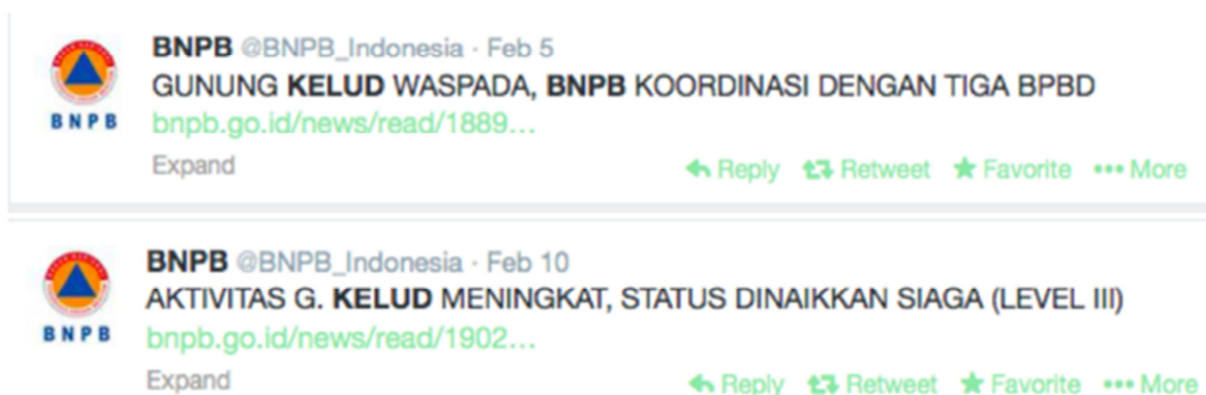 BNPB @BNPB_Indonesia · Feb 5
GUNUNG KELUD WASPADA, BNPB KOORDINASI DENGAN TIGA BPBD
BNPB
bnpb.go.id/news/read/1889...
Expand
Reply Retweet Favorite More
BNPB @BNPB_Indonesia · Feb 10
AKTIVITAS G. KELUD MENINGKAT, STATUS DINAIKKAN SIAGA (LEVEL III)
BNPB
bnpb.go.id/news/read/1902...
Expand
Reply Retweet Favorite More